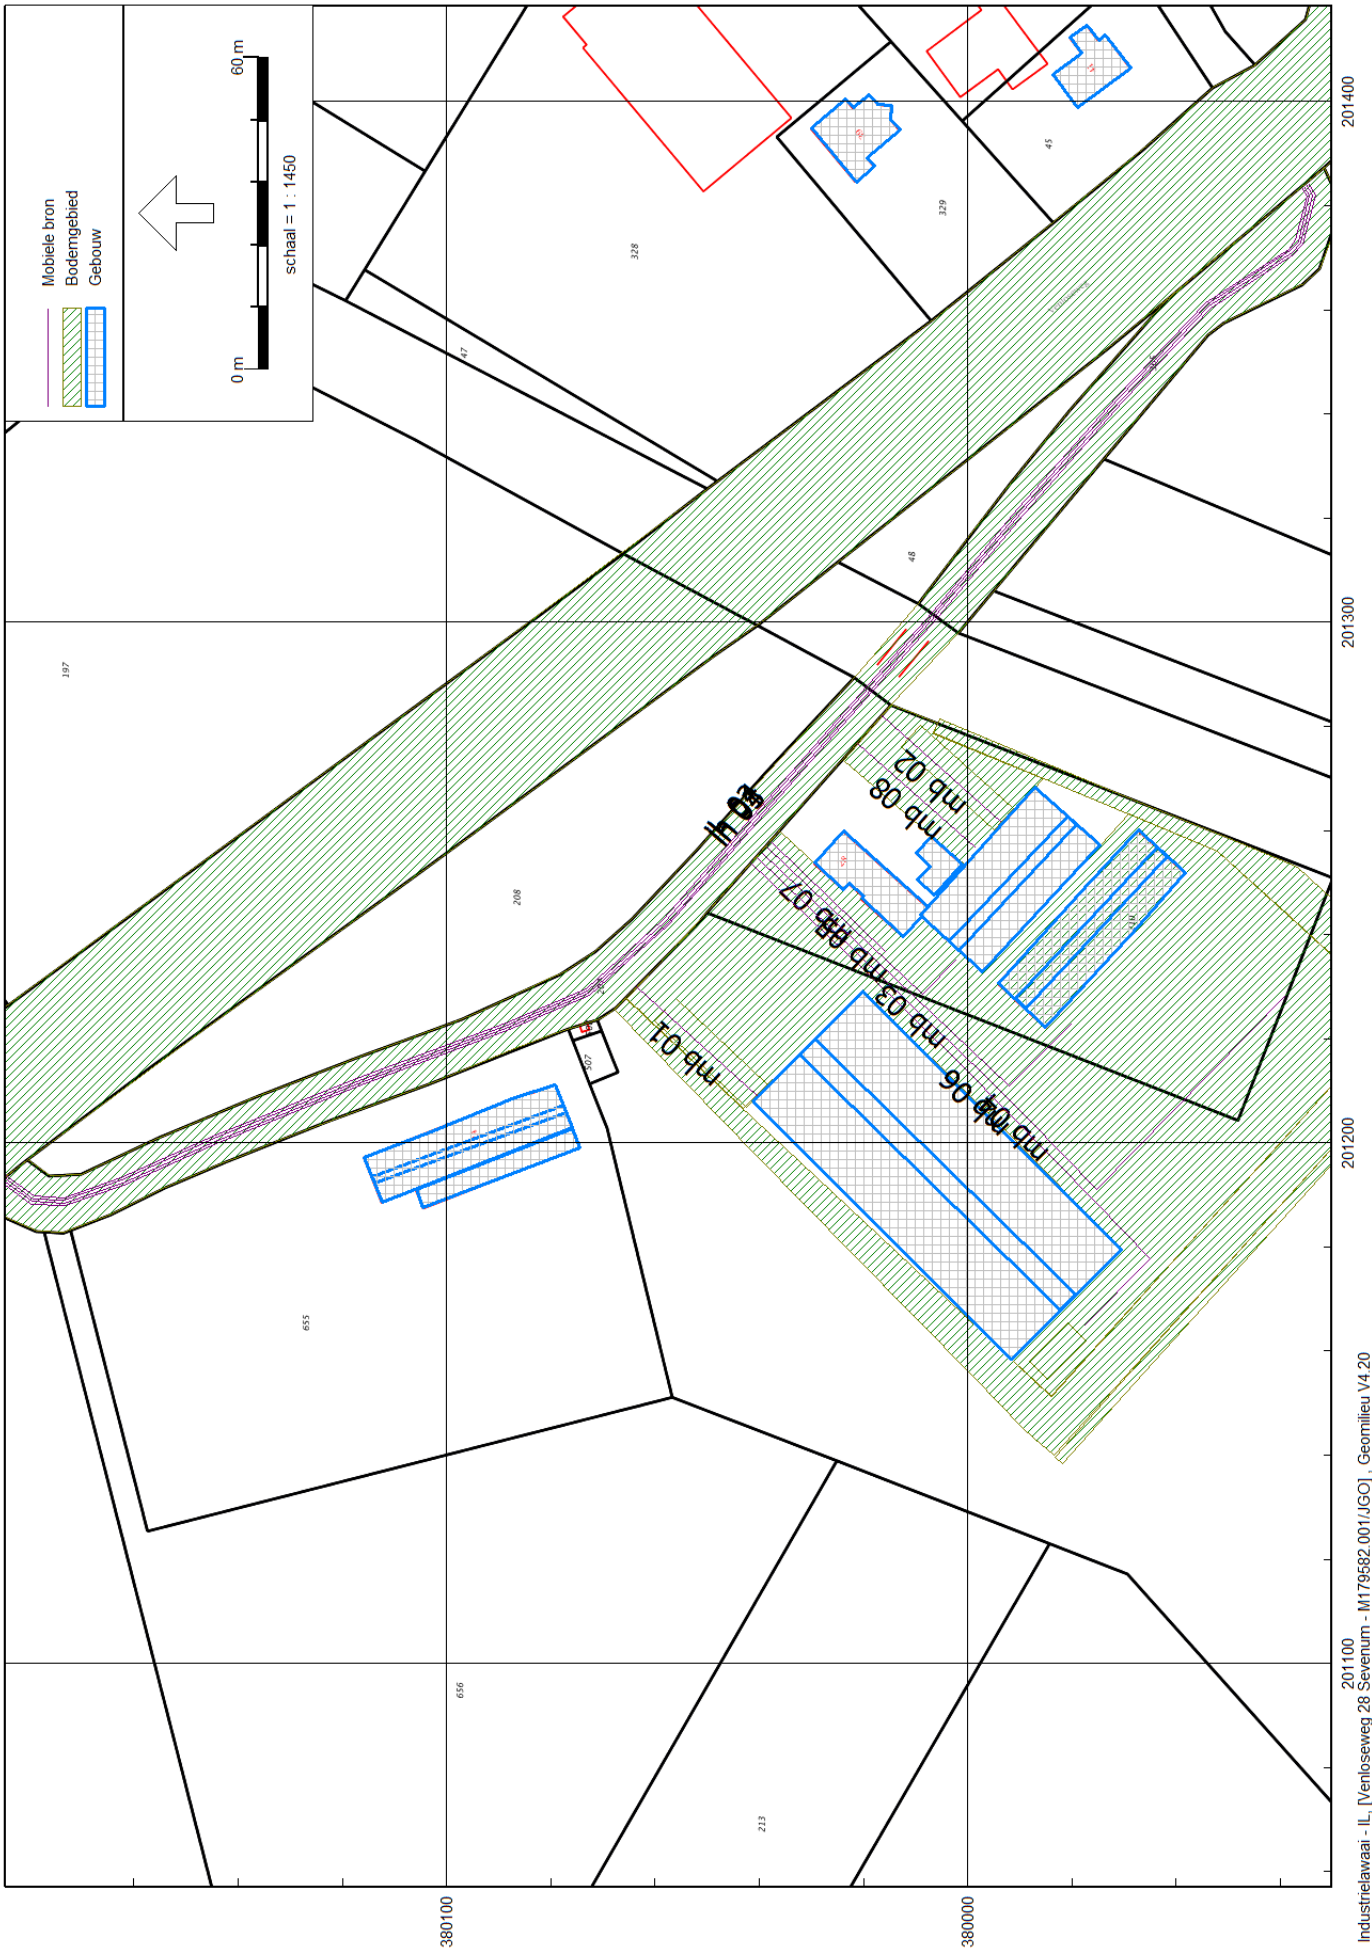 Mobiele bron
Bodemgebied
Gebouw
0 m
60 m
schaal = 1 : 1450
197
47
328
329
45
48
208
507
655
656
213
mb 01
mb 02
mb 08
mb 07
mb 03
mb 06
mb 04
380100
380000
201100
201200
201300
201400
Industrielawaai - IL, [Venloseweg 28 Sevenum - M179582.001/JGO] , Geomilieu V4.20